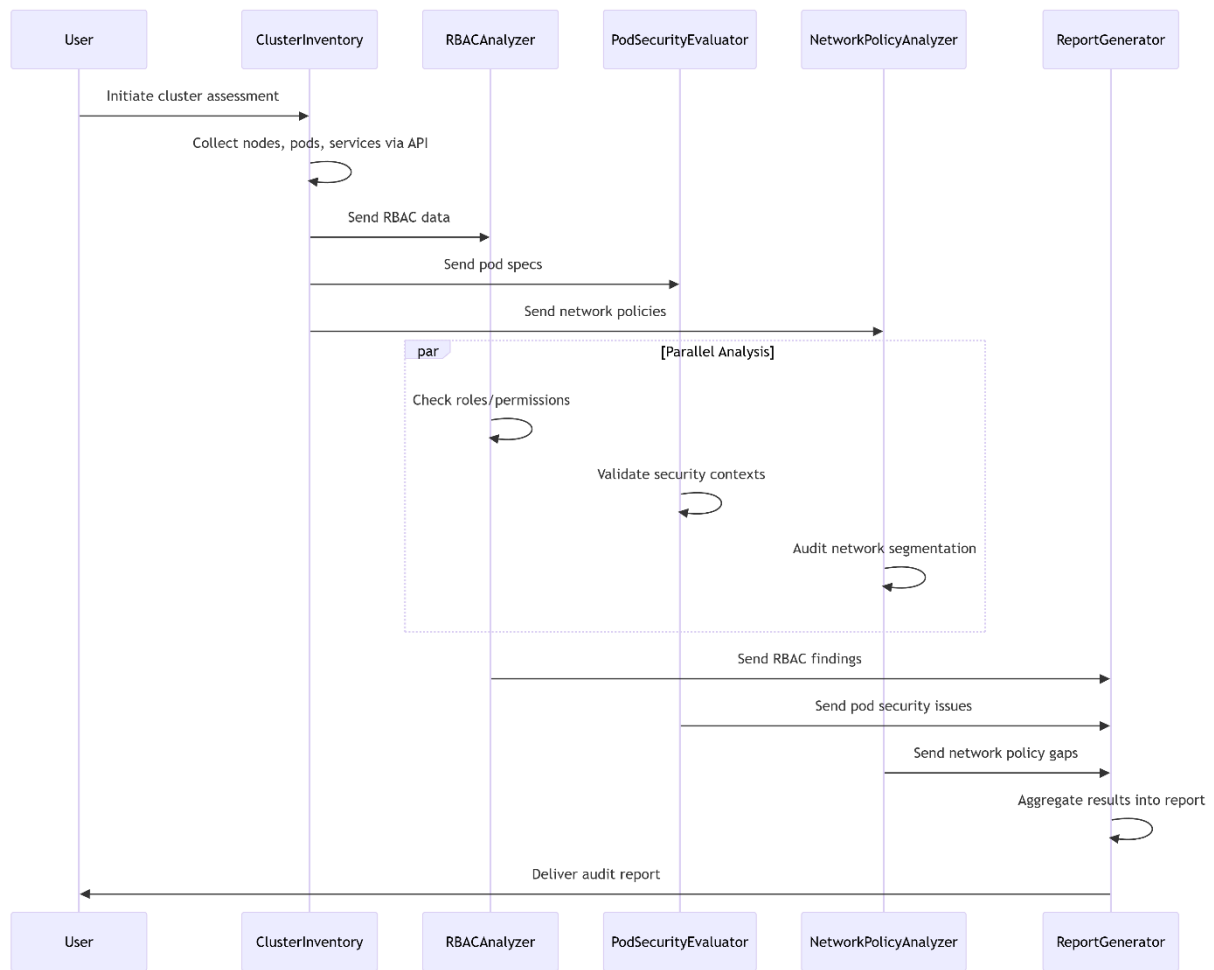 User
ClusterInventory
RBACAnalyzer
PodSecurityEvaluator
NetworkPolicyAnalyzer
ReportGenerator
Initiate cluster assessment
Collect nodes, pods, services via API
Send RBAC data
Send pod specs
Send network policies
par
[Parallel Analysis]
Check roles/permissions
Validate security contexts
Audit network segmentation
Send RBAC findings
Send pod security issues
Send network policy gaps
Aggregate results into report
Deliver audit report
User
ClusterInventory
RBACAnalyzer
PodSecurityEvaluator
NetworkPolicyAnalyzer
ReportGenerator